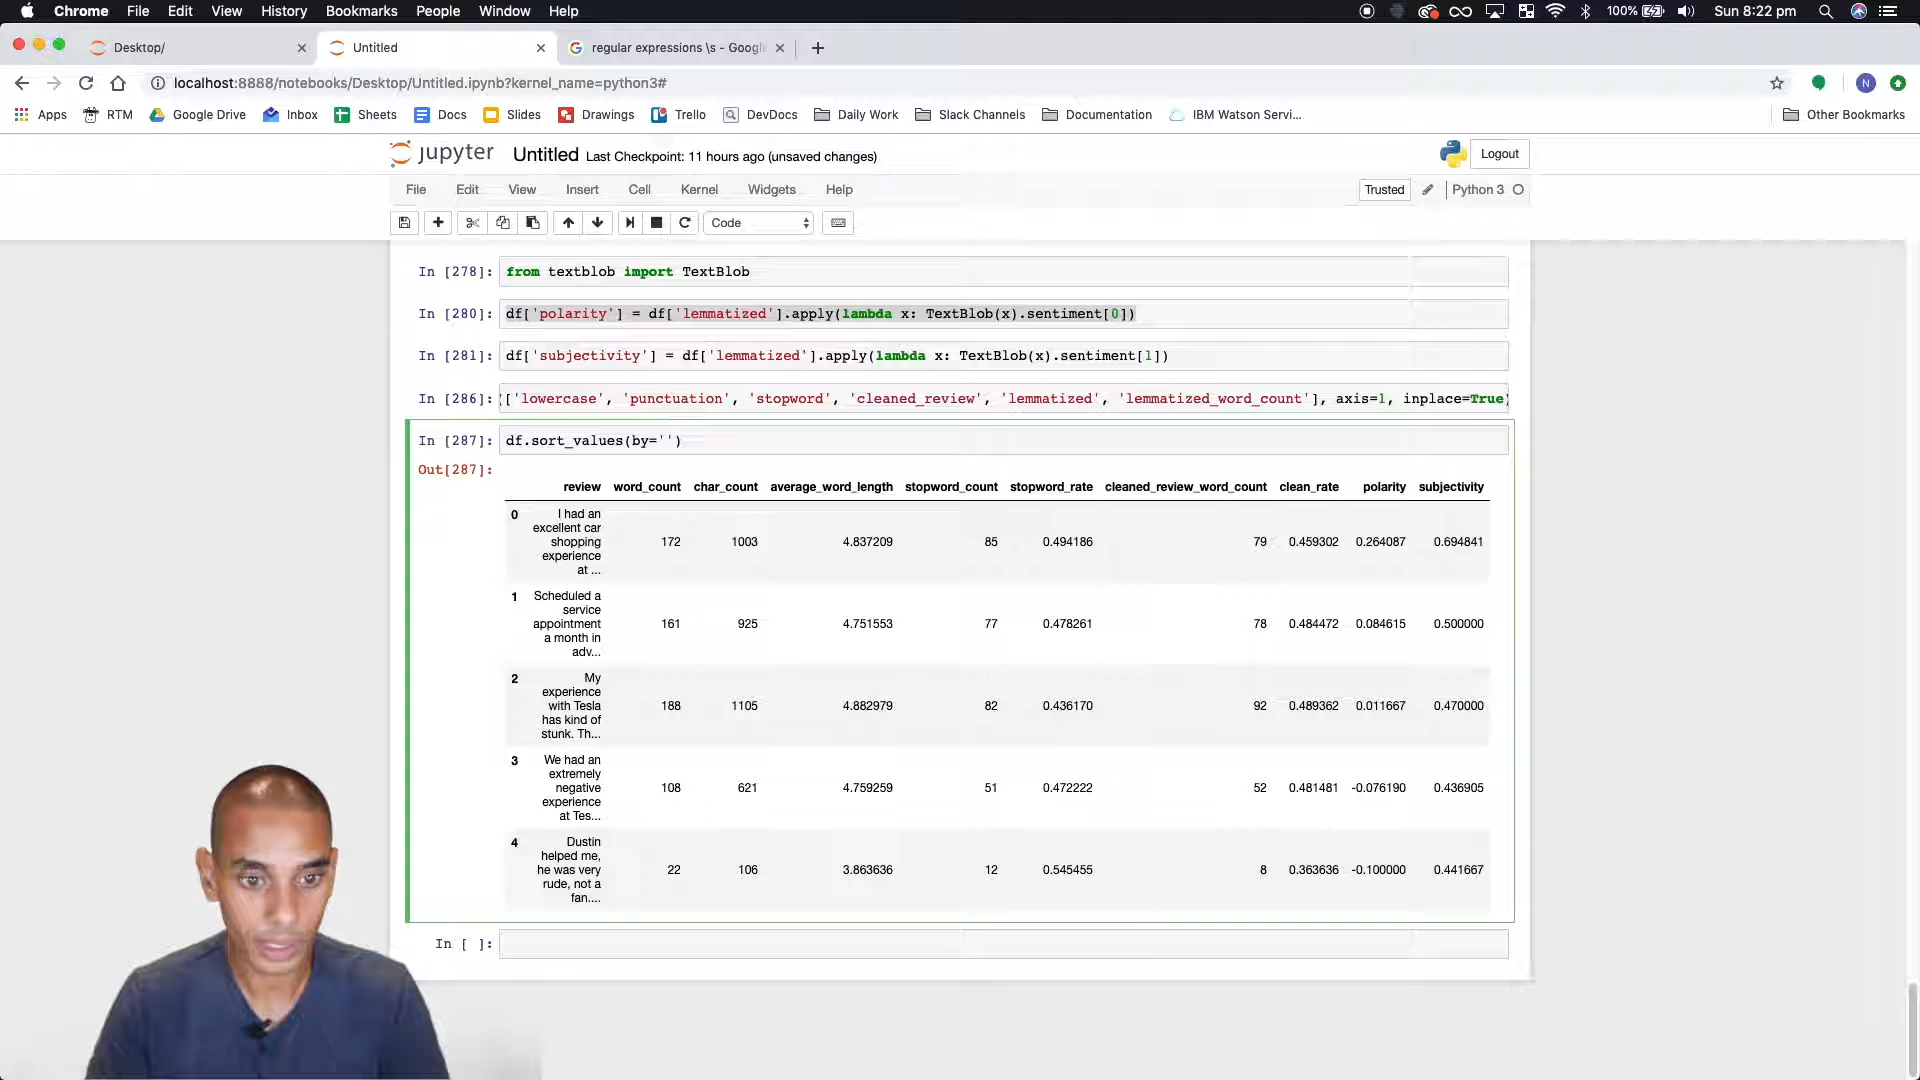 Chrome File Edit View History Bookmarks People Window Help 100% Sun 8:22 pm
Desktop/ Untitled regular expressions \s - Googl
localhost:8888/notebooks/Desktop/Untitled.ipynb?kernel_name=python3# N
Apps RTM Google Drive Inbox Sheets Docs Slides Drawings Trello DevDocs Daily Work Slack Channels Documentation IBM Watson Servi... Other Bookmarks
jupyter Untitled Last Checkpoint: 11 hours ago (unsaved changes) Logout
File Edit View Insert Cell Kernel Widgets Help Trusted Python 3
Code
In [278]: from textblob import TextBlob
In [280]: df['polarity'] = df['lemmatized'].apply(lambda x: TextBlob(x).sentiment[0])
In [281]: df['subjectivity'] = df['lemmatized'].apply(lambda x: TextBlob(x).sentiment[1])
In [286]: (['lowercase', 'punctuation', 'stopword', 'cleaned_review', 'lemmatized', 'lemmatized_word_count'], axis=1, inplace=True)
In [287]: df.sort_values(by='')
Out[287]:
review word_count char_count average_word_length stopword_count stopword_rate cleaned_review_word_count clean_rate polarity subjectivity
0 I had an
excellent car
shopping 172 1003 4.837209 85 0.494186 79 0.459302 0.264087 0.694841
experience
at ...
1 Scheduled a
service
appointment 161 925 4.751553 77 0.478261 78 0.484472 0.084615 0.500000
a month in
adv...
2 My
experience
with Tesla 188 1105 4.882979 82 0.436170 92 0.489362 0.011667 0.470000
has kind of
stunk. Th...
3 We had an
extremely
negative 108 621 4.759259 51 0.472222 52 0.481481 -0.076190 0.436905
experience
at Tes...
4 Dustin
helped me,
he was very 22 106 3.863636 12 0.545455 8 0.363636 -0.100000 0.441667
rude, not a
fan....
In [ ]: